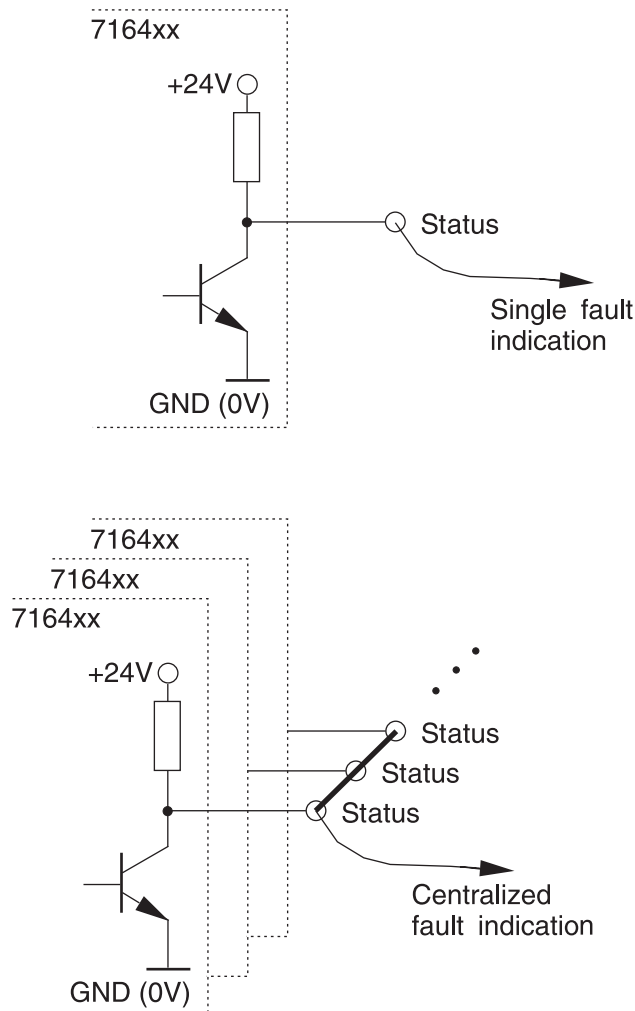 7164xx
+24V
Status
Single fault
indication
GND (0V)
7164xx
7164xx
7164xx
+24V
Status
Status
Status
Centralized
fault indication
GND (0V)